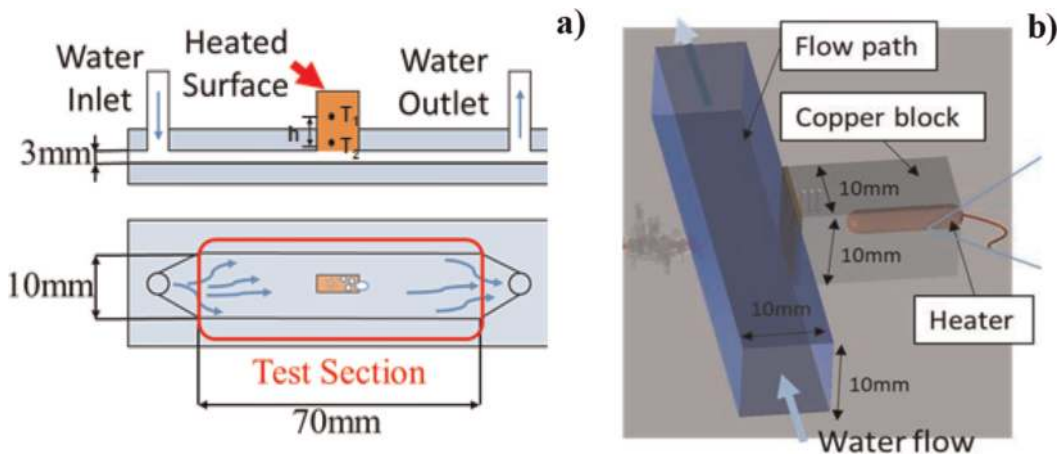 a)
Water
Inlet
Heated
Surface
Water
Outlet
T1
h
T2
3mm
10mm
Test Section
70mm
b)
Flow path
Copper block
10mm
10mm
Heater
10mm
10mm
Water flow